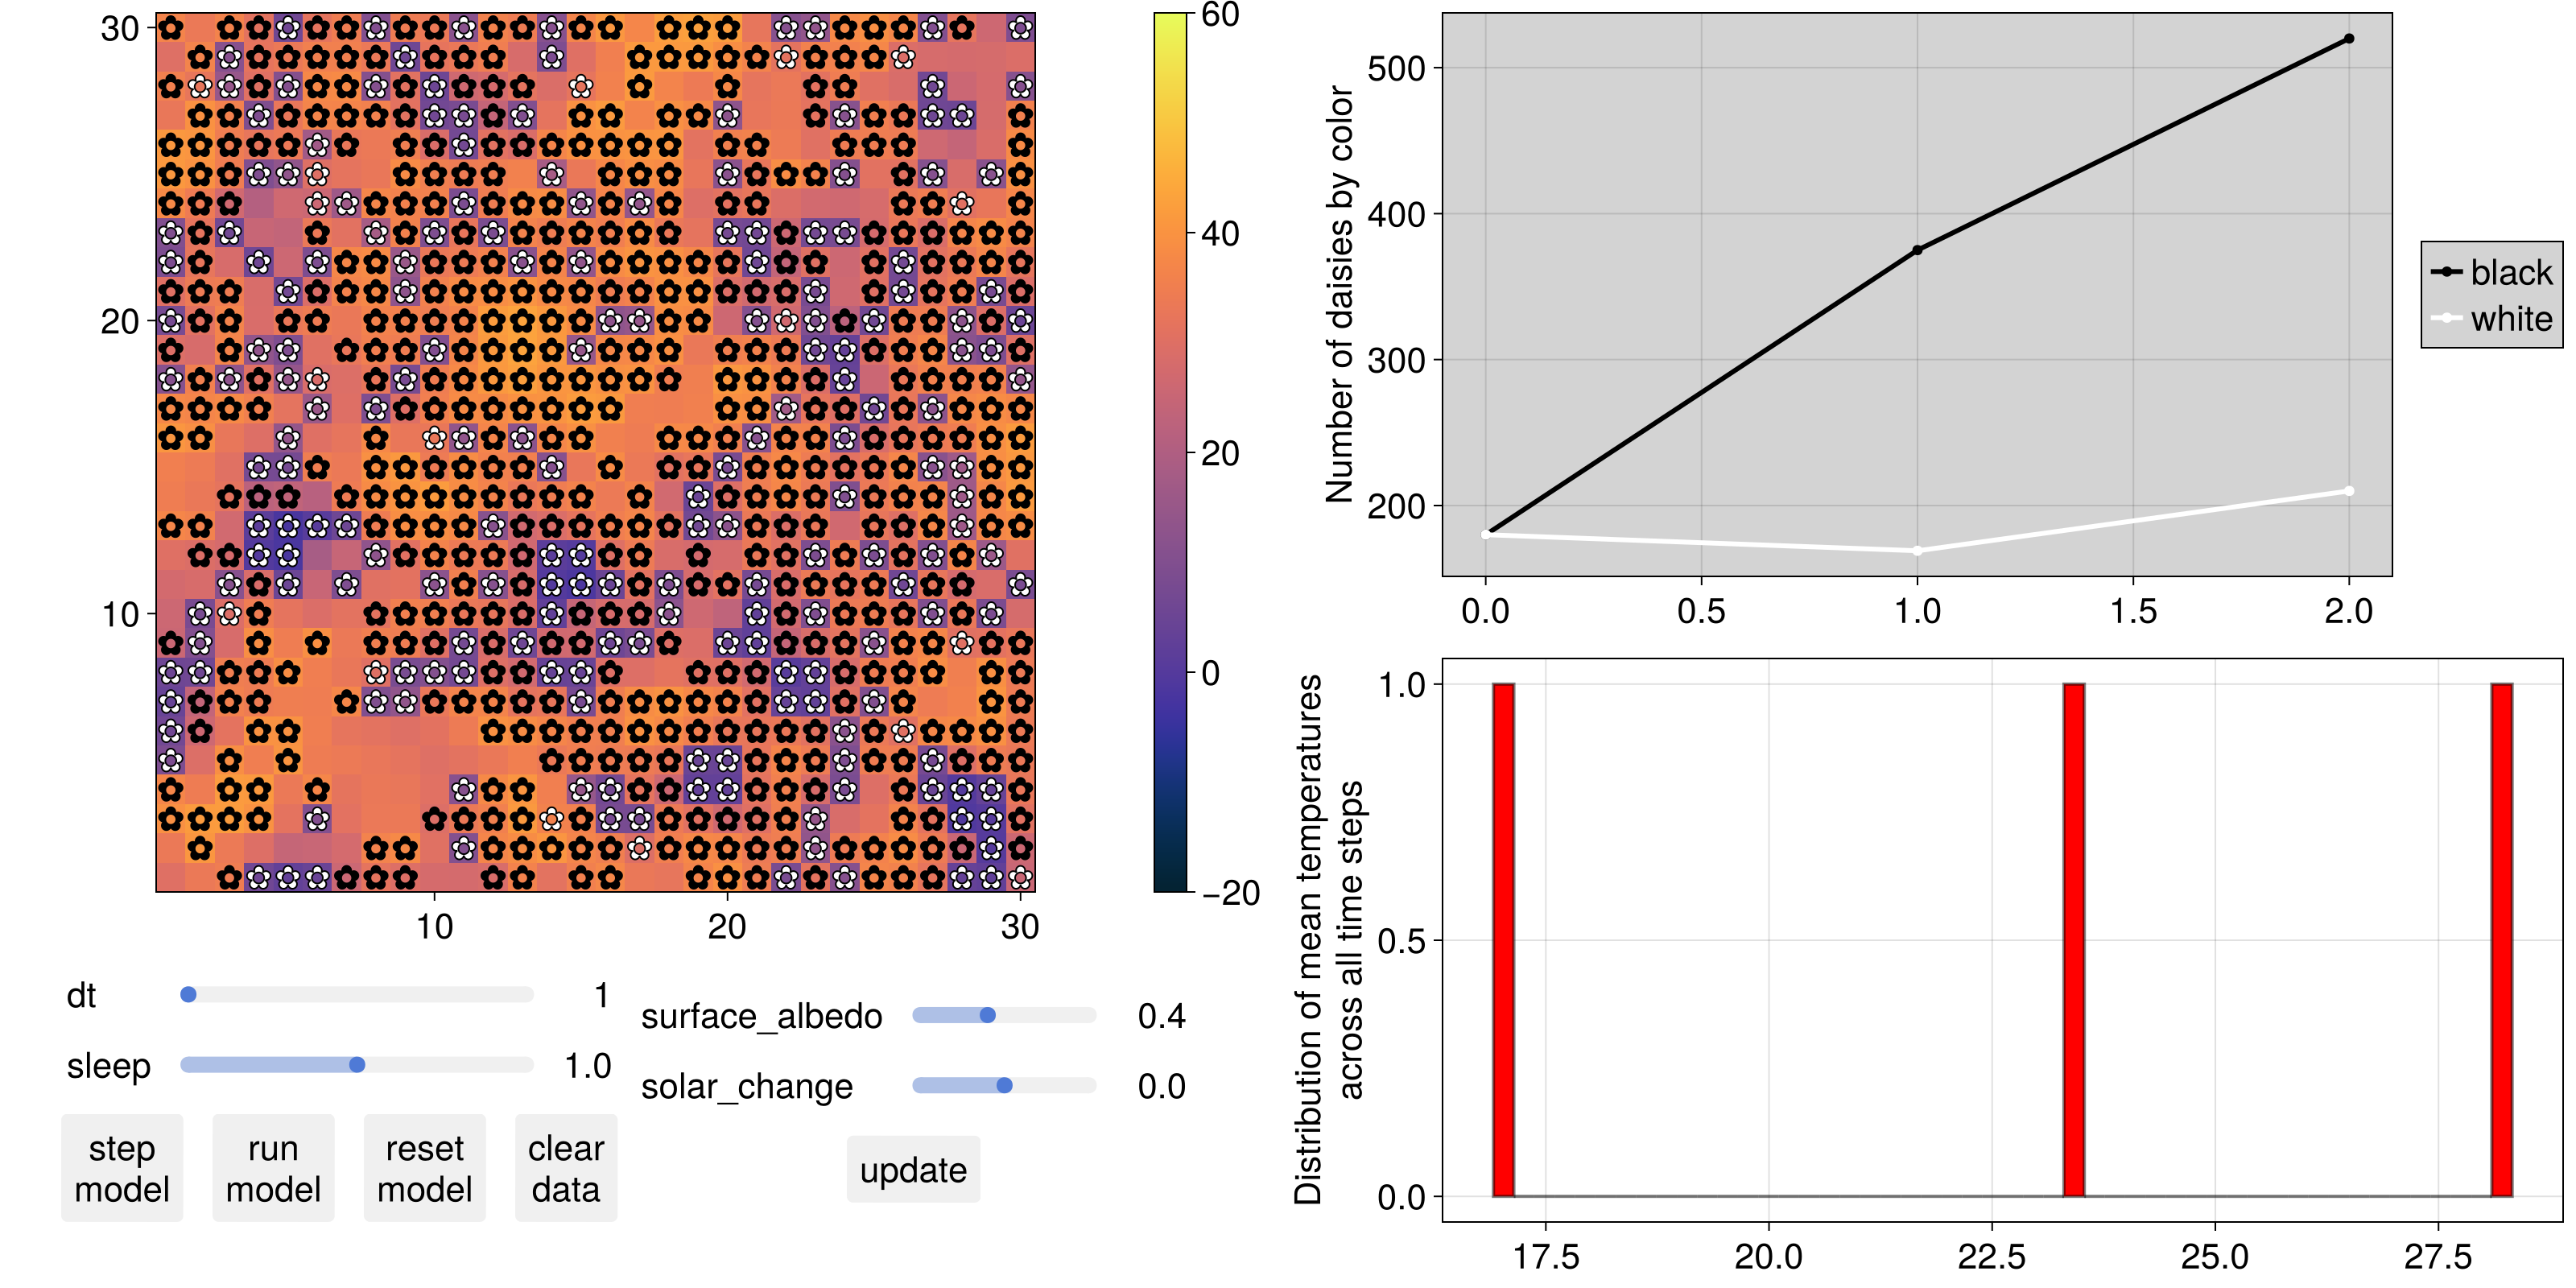 30
20
10
10
20
30
60
40
20
0
−20
Number of daisies by color
500
400
300
200
0.0
0.5
1.0
1.5
2.0
black
white
Distribution of mean temperatures
across all time steps
1.0
0.5
0.0
17.5
20.0
22.5
25.0
27.5
dt
1
sleep
1.0
surface_albedo
0.4
solar_change
0.0
step
model
run
model
reset
model
clear
data
update